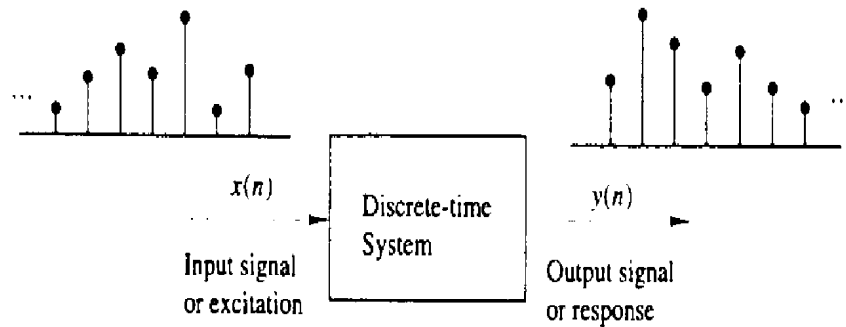 ...
..
x(n)
Discrete-time
System
y(n)
Input signal
or excitation
Output signal
or response